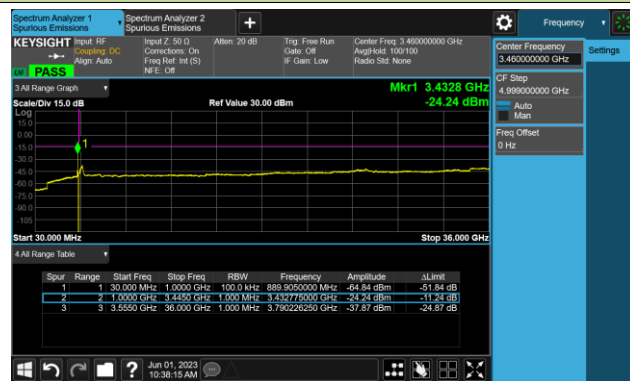 Spectrum Analyzer 1
Spurious Emissions
Spectrum Analyzer 2
Spurious Emissions
+
Frequency
KEYSIGHT
Input: RF
Coupling: DC
Align: Auto
Input Z: 50 Ω
Corrections: On
Freq Ref: Int (S)
NFE: Off
Atten: 20 dB
Trig: Free Run
Gate: Off
IF Gain: Low
Center Freq: 3.460000000 GHz
Avg|Hold: 100/100
Radio Std: None
PASS
Center Frequency
3.460000000 GHz
Settings
CF Step
4.999000000 GHz
Auto
Man
Freq Offset
0 Hz
3 All Range Graph
Mkr1 3.4328 GHz
Scale/Div 15.0 dB
Ref Value 30.00 dBm
-24.24 dBm
Log
15.0
0.00
-15.0
-30.0
-45.0
-60.0
-75.0
-90.0
-105
1
Start 30.000 MHz
Stop 36.000 GHz
4 All Range Table
Spur Range Start Freq Stop Freq RBW Frequency Amplitude ΔLimit
1 1 30.000 MHz 1.0000 GHz 100.0 kHz 889.9050000 MHz -64.84 dBm -51.84 dB
2 2 1.0000 GHz 3.4450 GHz 1.000 MHz 3.432775000 GHz -24.24 dBm -11.24 dB
3 3 3.5550 GHz 36.000 GHz 1.000 MHz 3.790226250 GHz -37.87 dBm -24.87 dB
?
Jun 01, 2023
10:38:15 AM